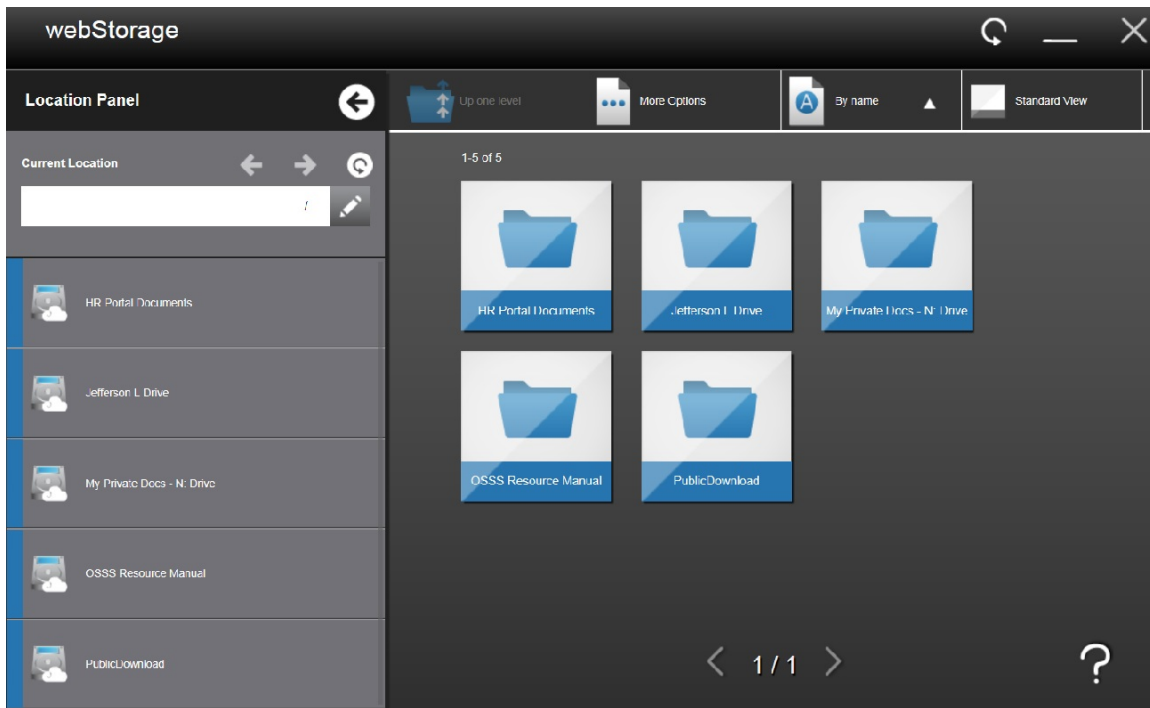 webStorage
Location Panel
Up one level
More Options
By name
Standard View
Current Location
/
1-5 of 5
HR Portal Documents
Jefferson L Drive
My Private Docs - N: Drive
OSSS Resource Manual
PublicDownload
HR Portal Documents
Jefferson L Drive
My Private Docs - N: Drive
OSSS Resource Manual
PublicDownload
1 / 1
?